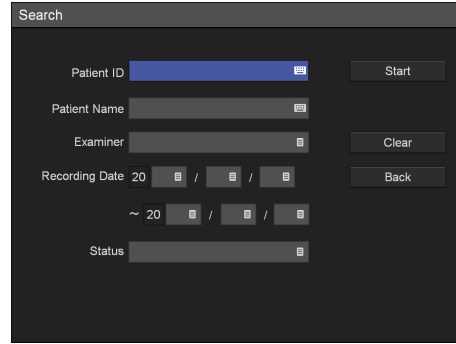 Search
Patient ID
Start
Patient Name
Examiner
Clear
Recording Date 20 / /
Back
~ 20 / /
Status